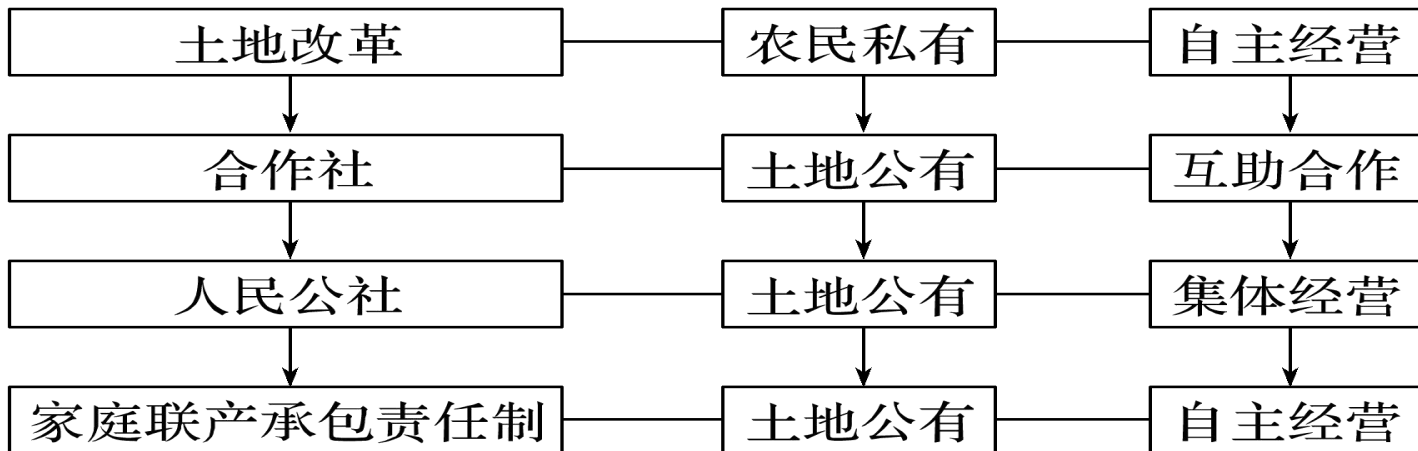 土地改革 农民私有 自主经营
合作社 土地公有 互助合作
人民公社 土地公有 集体经营
家庭联产承包责任制 土地公有 自主经营